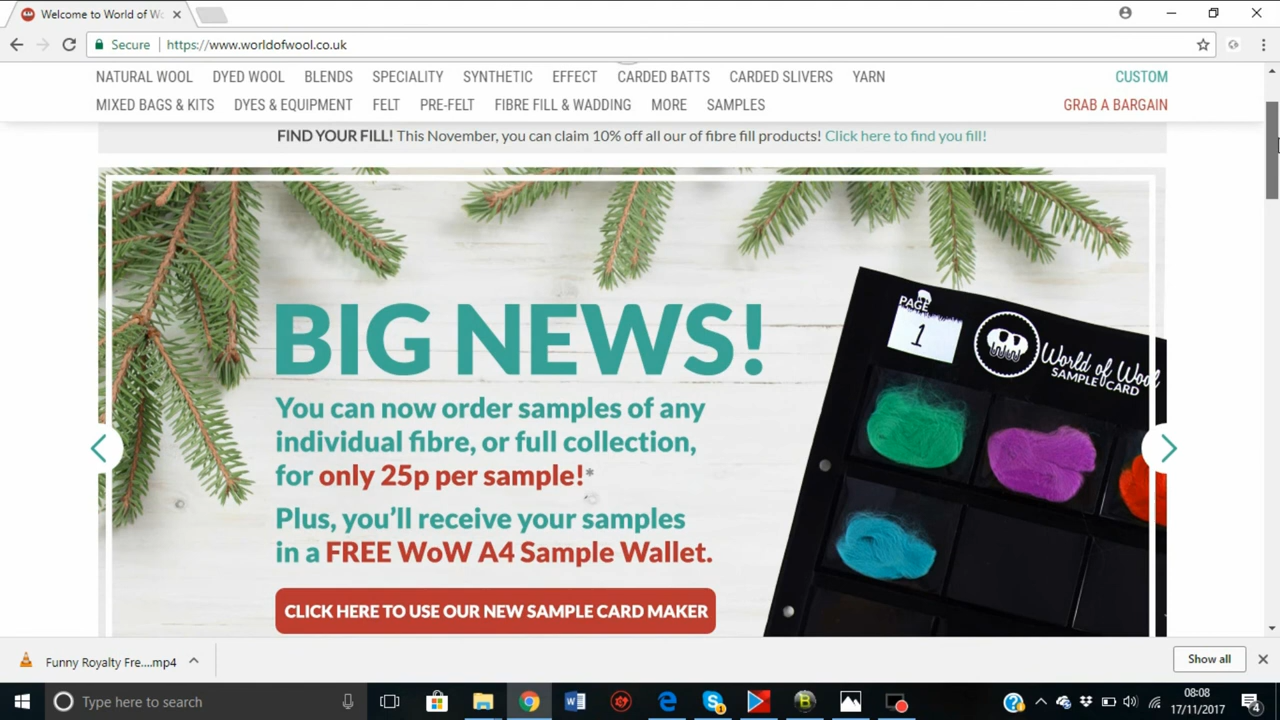 Welcome to World of Wo
Secure
https://www.worldofwool.co.uk
NATURAL WOOL DYED WOOL BLENDS SPECIALITY SYNTHETIC EFFECT CARDED BATTS CARDED SLIVERS YARN CUSTOM
MIXED BAGS & KITS DYES & EQUIPMENT FELT PRE-FELT FIBRE FILL & WADDING MORE SAMPLES GRAB A BARGAIN
FIND YOUR FILL! This November, you can claim 10% off all our of fibre fill products! Click here to find you fill!
BIG NEWS!
You can now order samples of any
individual fibre, or full collection,
for only 25p per sample!*
Plus, you'll receive your samples
in a FREE WoW A4 Sample Wallet.
CLICK HERE TO USE OUR NEW SAMPLE CARD MAKER
PAGE
1
World of Wool
SAMPLE CARD
Funny Royalty Fre....mp4
Show all
Type here to search
08:08
17/11/2017
1
4